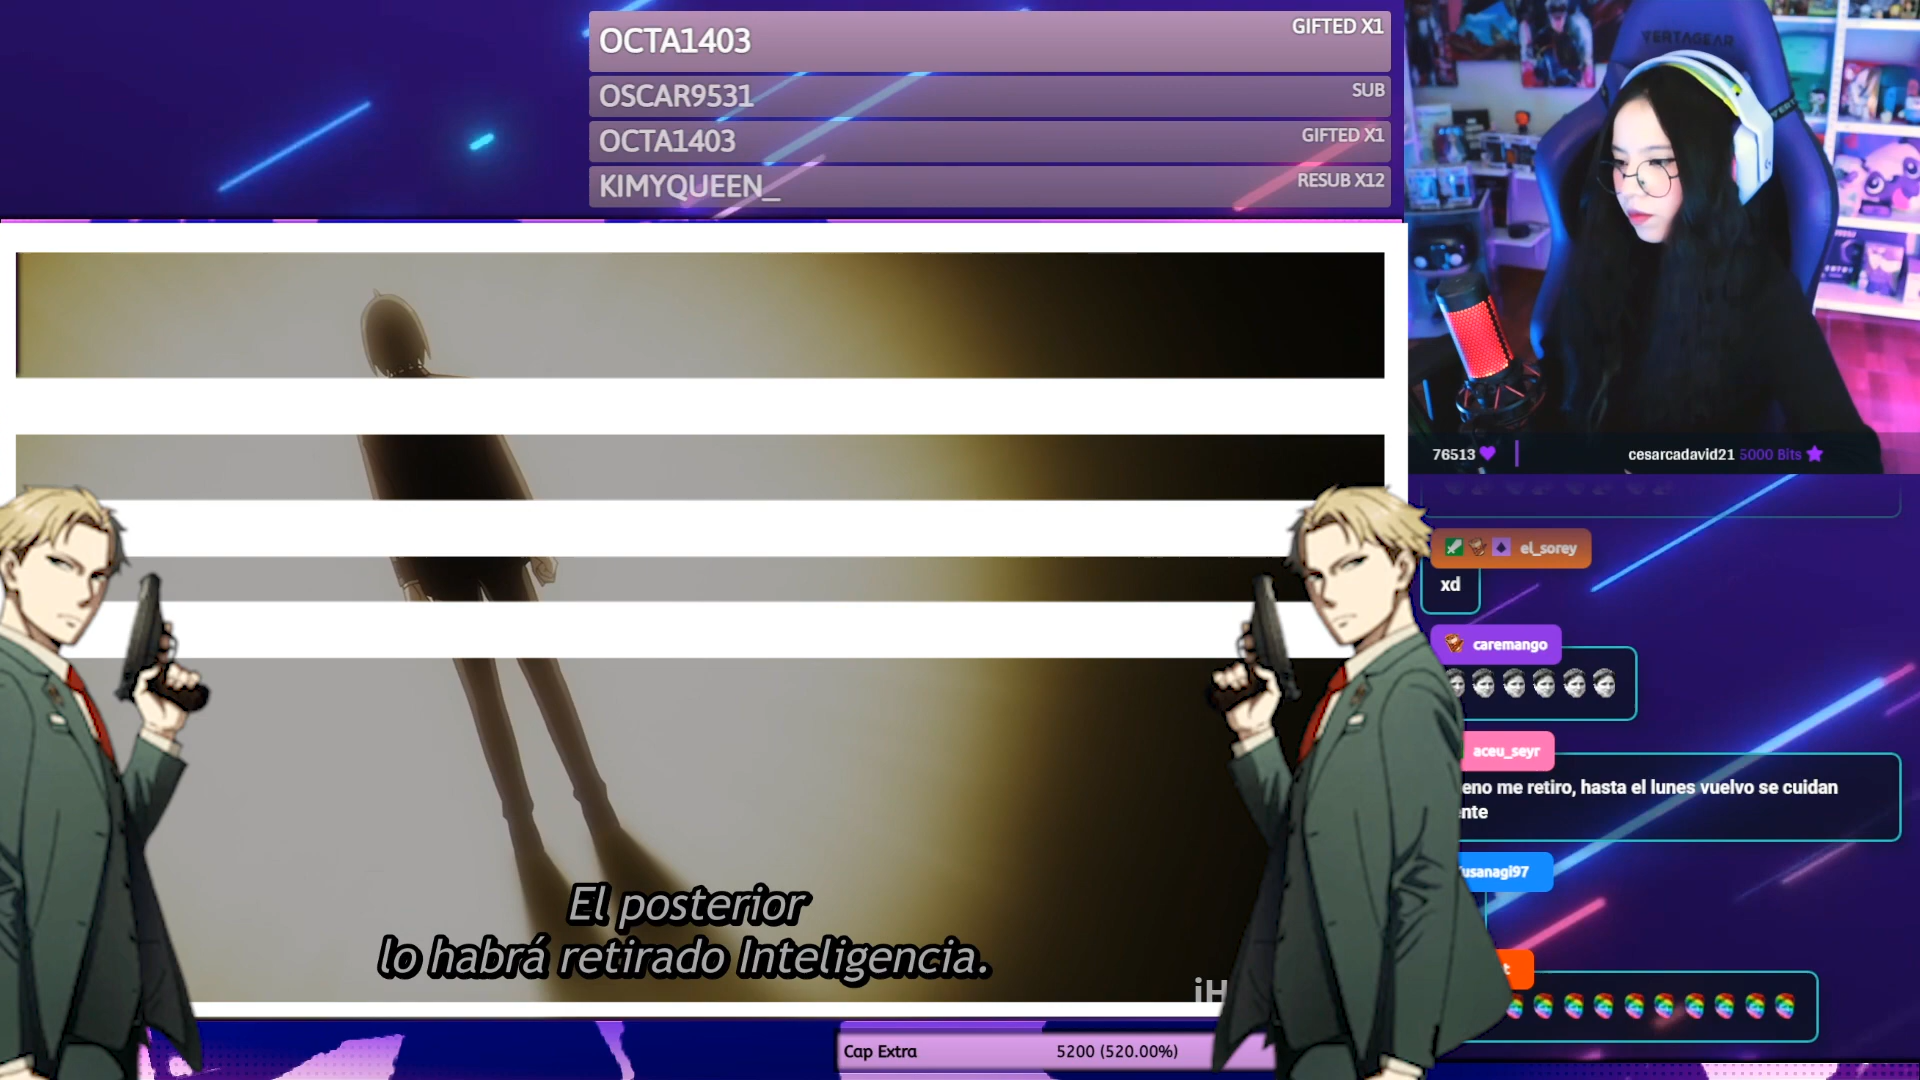 OCTA1403 GIFTED X1
OSCAR9531 SUB
OCTA1403 GIFTED X1
KIMYQUEEN_ RESUB X12
VERTAGEAR
76513
cesarcadavid21 5000 Bits
el_sorey
xd
caremango
aceu_seyr
eno me retiro, hasta el lunes vuelvo se cuidan
nte
usanagi97
t
El posterior
lo habrá retirado Inteligencia.
iH
Cap Extra 5200 (520.00%)